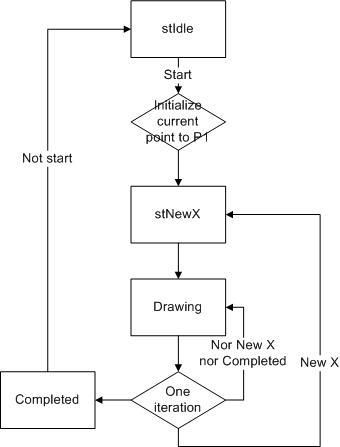 stIdle
Start
Initialize
current
point to P1
Not start
stNewX
Drawing
Nor New X
nor Completed
New X
One
iteration
Completed